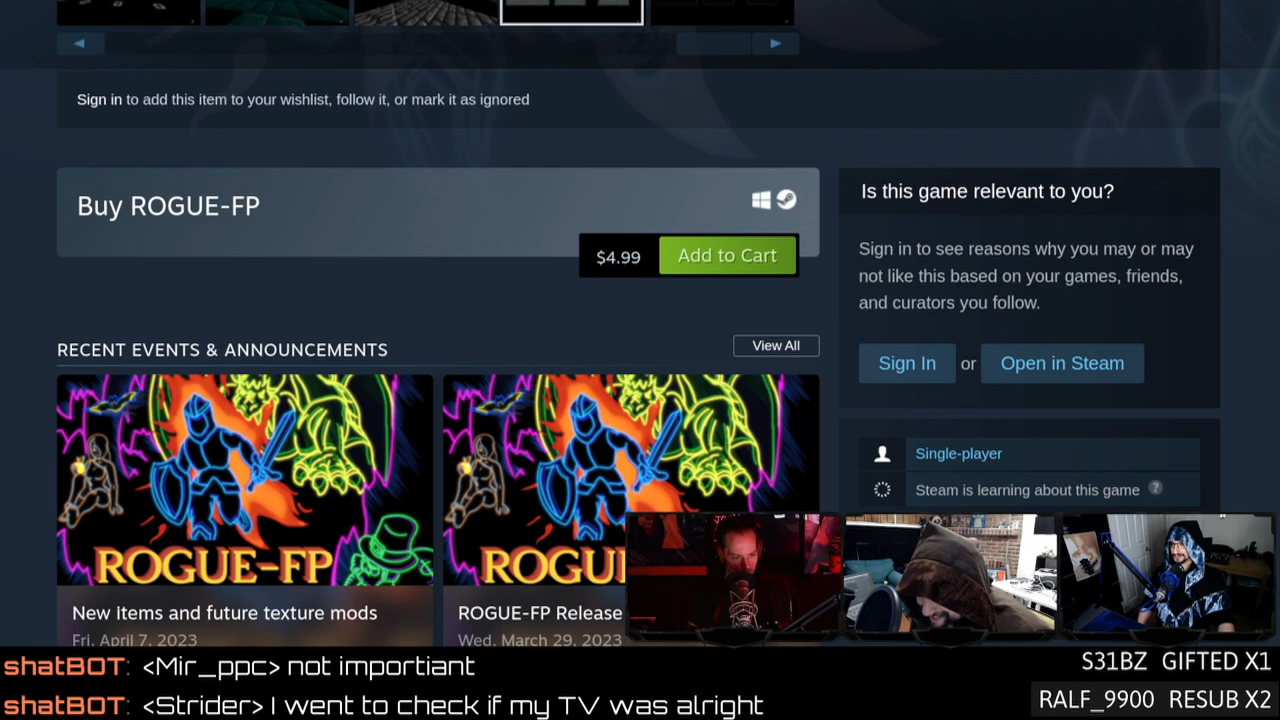 Sign in to add this item to your wishlist, follow it, or mark it as ignored
Buy ROGUE-FP
$4.99 Add to Cart
Is this game relevant to you?
Sign in to see reasons why you may or may
not like this based on your games, friends,
and curators you follow.
Sign In or Open in Steam
RECENT EVENTS & ANNOUNCEMENTS
View All
Single-player
Steam is learning about this game ?
ROGUE-FP
New Items and future texture mods
Fri, April 7, 2023
ROGUE-FP Release
Wed, March 29, 2023
shatBOT: <Mir_ppc> not importiant
shatBOT: <Strider> I went to check if my TV was alright
S31BZ GIFTED X1
RALF_9900 RESUB X2